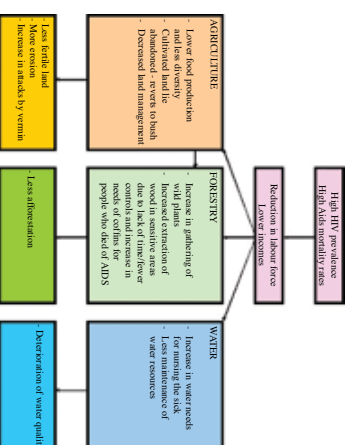 High HIV prevalence
High Aids mortality rates
Reduction in labour force
Lower incomes
AGRICULTURE
- Lower food production
and less diversity
- Cultivated land lie
abandoned - reverts to bush
- Decreased land management
FORESTRY
- Increase in gathering of
wild plants
- Increased extraction of
wood in sensitive areas
due to lack of time/fewer
controls and increase in
needs of coffins for
people who died of AIDS
WATER
- Increase in water needs
for nursing the sick
- Less maintenance of
water resources
- Less fertile land
- More erosion
- Increase in attacks by vermin
- Less afforestation
- Deterioration of water qualit